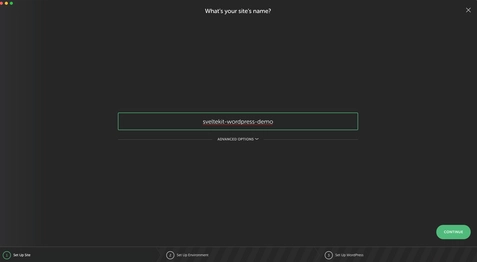 What's your site's name?
sveltekit-wordpress-demo
ADVANCED OPTIONS
CONTINUE
1 Set Up Site
2 Set Up Environment
3 Set Up WordPress